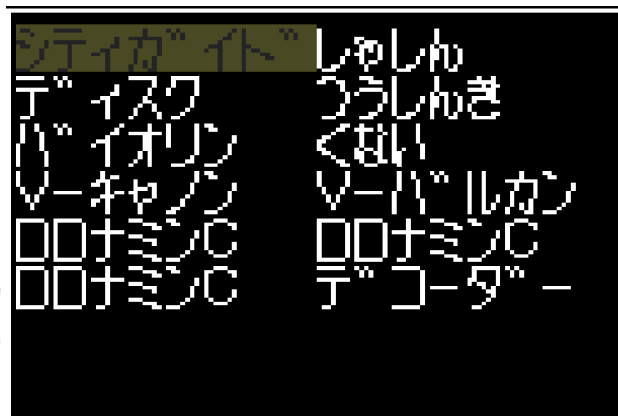 シティガイド しゃしん
ディスク つうしんき
バイオリン くない
Vーキャノン Vーバルカン
ロロナミンC ロロナミンC
ロロナミンC デコーダー